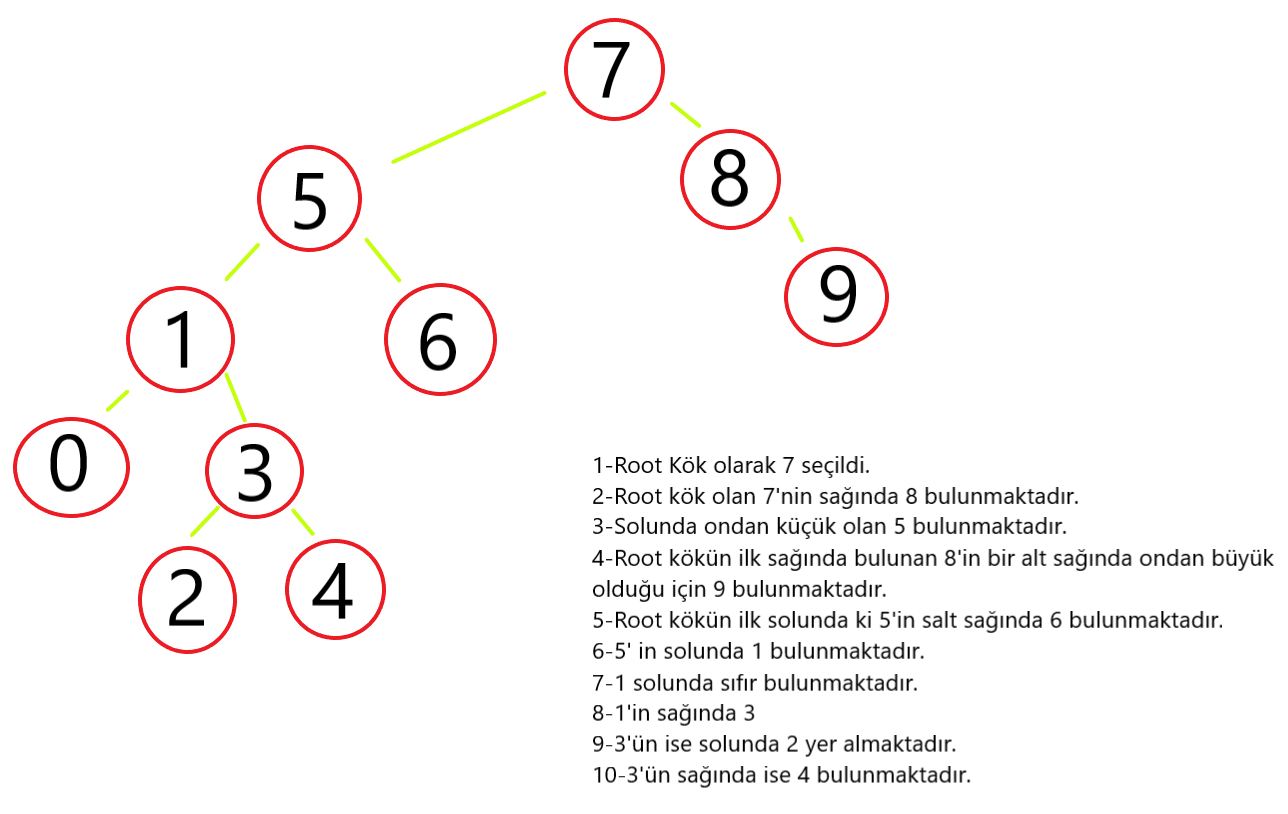 7
5
8
1
6
9
0
3
2
4
1-Root Kök olarak 7 seçildi.
2-Root kök olan 7'nin sağında 8 bulunmaktadır.
3-Solunda ondan küçük olan 5 bulunmaktadır.
4-Root kökün ilk sağında bulunan 8'in bir alt sağında ondan büyük
olduğu için 9 bulunmaktadır.
5-Root kökün ilk solunda ki 5'in salt sağında 6 bulunmaktadır.
6-5' in solunda 1 bulunmaktadır.
7-1 solunda sıfır bulunmaktadır.
8-1'in sağında 3
9-3'ün ise solunda 2 yer almaktadır.
10-3'ün sağında ise 4 bulunmaktadır.